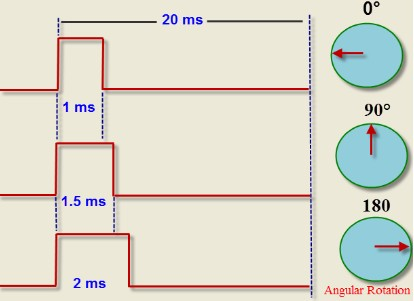 20 ms
0°
1 ms
90°
1.5 ms
180
2 ms
Angular Rotation